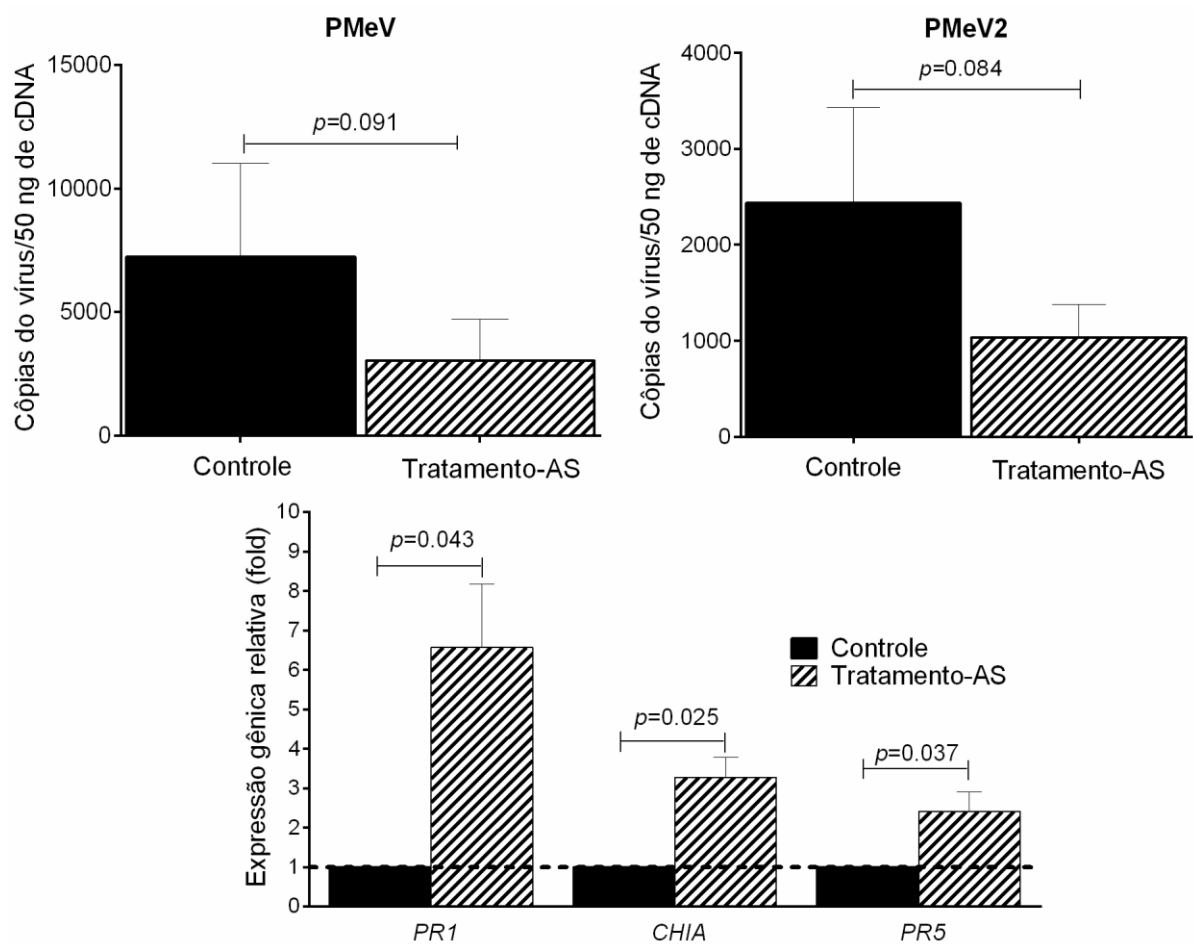 PMeV
Côpias do vírus/50 ng de cDNA
15000
10000
5000
0
p=0.091
Controle
Tratamento-AS
PMeV2
Côpias do vírus/50 ng de cDNA
4000
3000
2000
1000
0
p=0.084
Controle
Tratamento-AS
Expressão gênica relativa (fold)
10
9
8
7
6
5
4
3
2
1
0
p=0.043
p=0.025
p=0.037
Controle
Tratamento-AS
PR1
CHIA
PR5